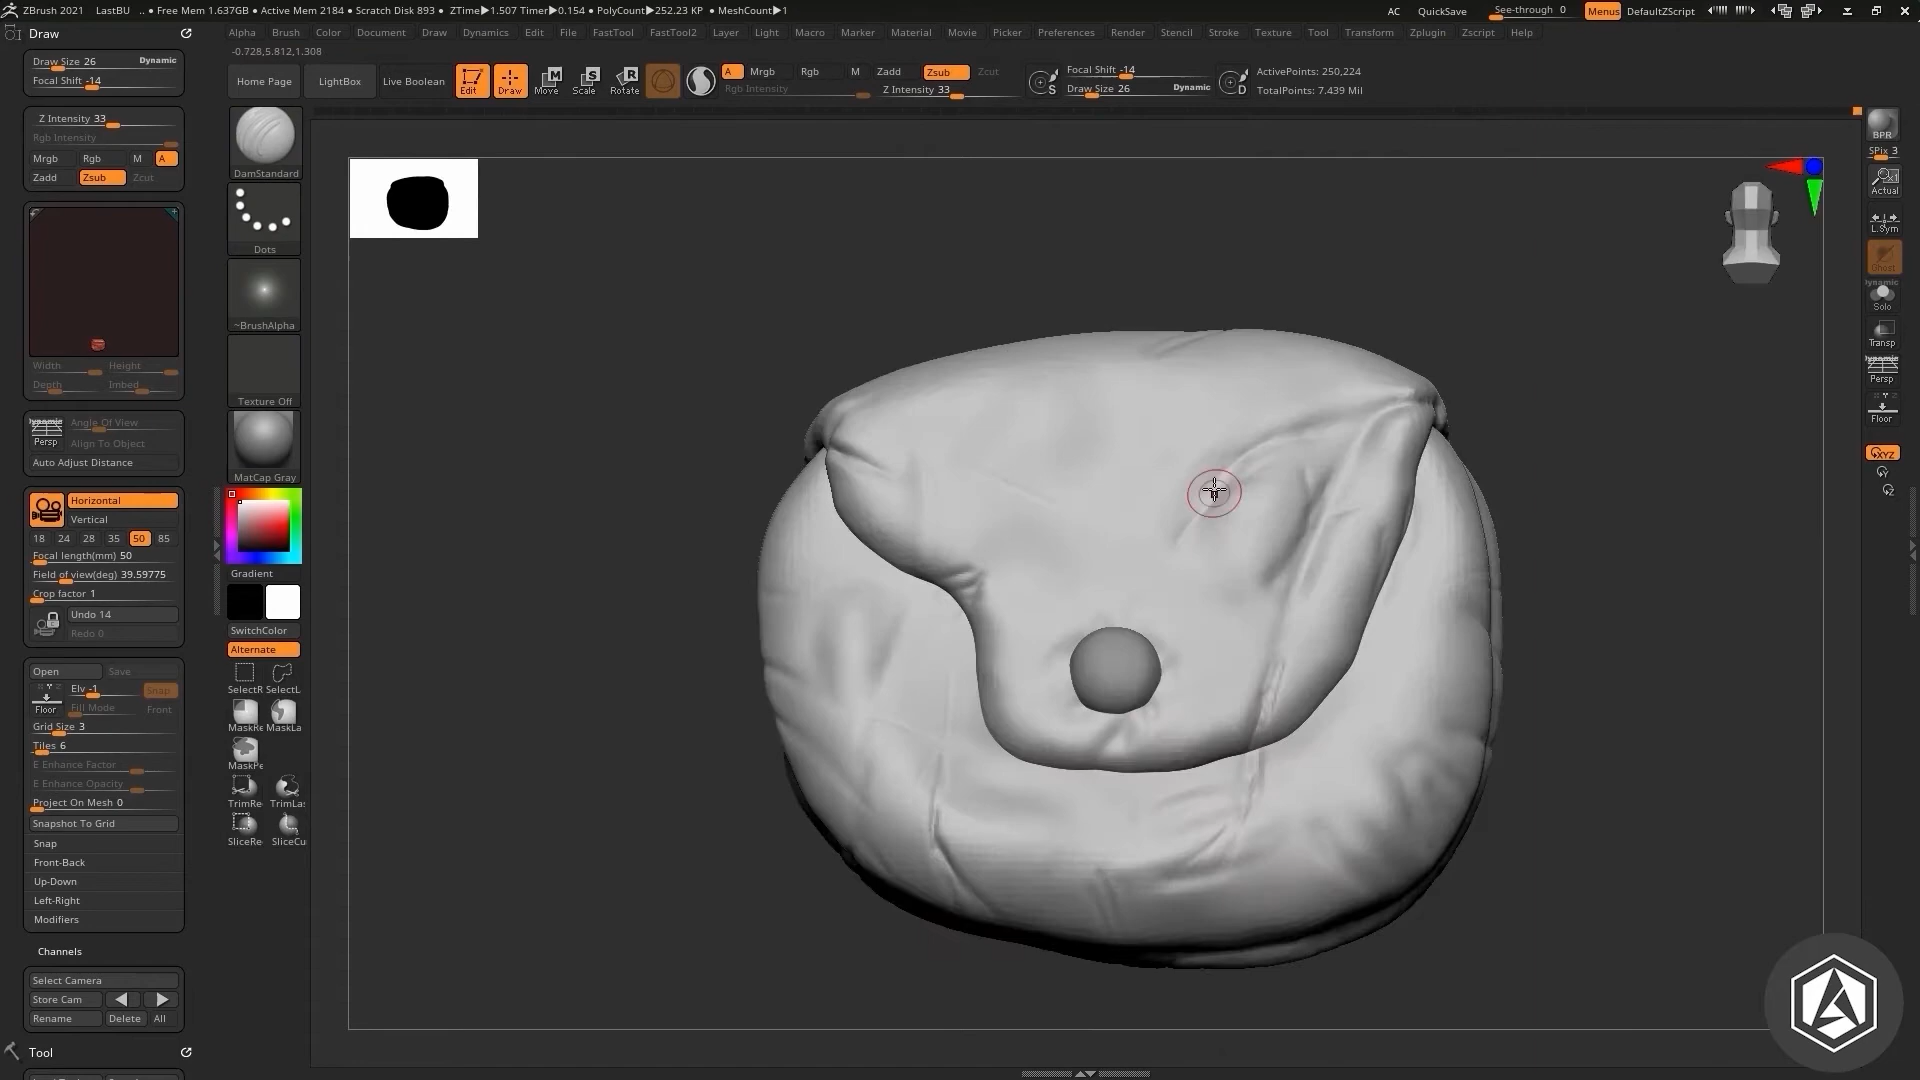 ZBrush 2021 LastBU .. • Free Mem 1.637GB • Active Mem 2184 • Scratch Disk 893 • ZTime▶1.507 Timer▶0.154 • PolyCount▶252.23 KP • MeshCount▶1 AC QuickSave See-through 0 Menus DefaultZScript
Draw Alpha Brush Color Document Draw Dynamics Edit File FastTool FastTool2 Layer Light Macro Marker Material Movie Picker Preferences Render Stencil Stroke Texture Tool Transform Zplugin Zscript Help
-0.728,5.812,1.308
Draw Size 26 Dynamic
Focal Shift -14
Home Page LightBox Live Boolean Edit Draw Move Scale Rotate
A Mrgb Rgb M Zadd Zsub Zcut
Rgb Intensity Z Intensity 33
S Focal Shift -14
Draw Size 26 Dynamic
D ActivePoints: 250,224
TotalPoints: 7.439 Mil
Z Intensity 33
Rgb Intensity
Mrgb Rgb M A
Zadd Zsub Zcut
Width Height
Depth Imbed
Dynamic
Persp
Angle Of View
Align To Object
Auto Adjust Distance
Horizontal
Vertical
18 24 28 35 50 85
Focal length(mm) 50
Field of view(deg) 39.59775
Crop factor 1
Undo 14
Redo 0
Open Save
Floor Elv -1 Snap
Fill Mode Front
Grid Size 3
Tiles 6
E Enhance Factor
E Enhance Opacity
Project On Mesh 0
Snapshot To Grid
Snap
Front-Back
Up-Down
Left-Right
Modifiers
Channels
Select Camera
Store Cam
Rename Delete All
Tool
DamStandard
Dots
~BrushAlpha
Texture Off
MatCap Gray
Gradient
SwitchColor
Alternate
SelectR SelectL
MaskRe MaskLa
MaskPe
TrimRe TrimLas
SliceRe SliceCu
BPR
SPix 3
Actual
L.Sym
Ghost
Dynamic
Solo
Transp
Dynamic
Persp
Floor
XYZ